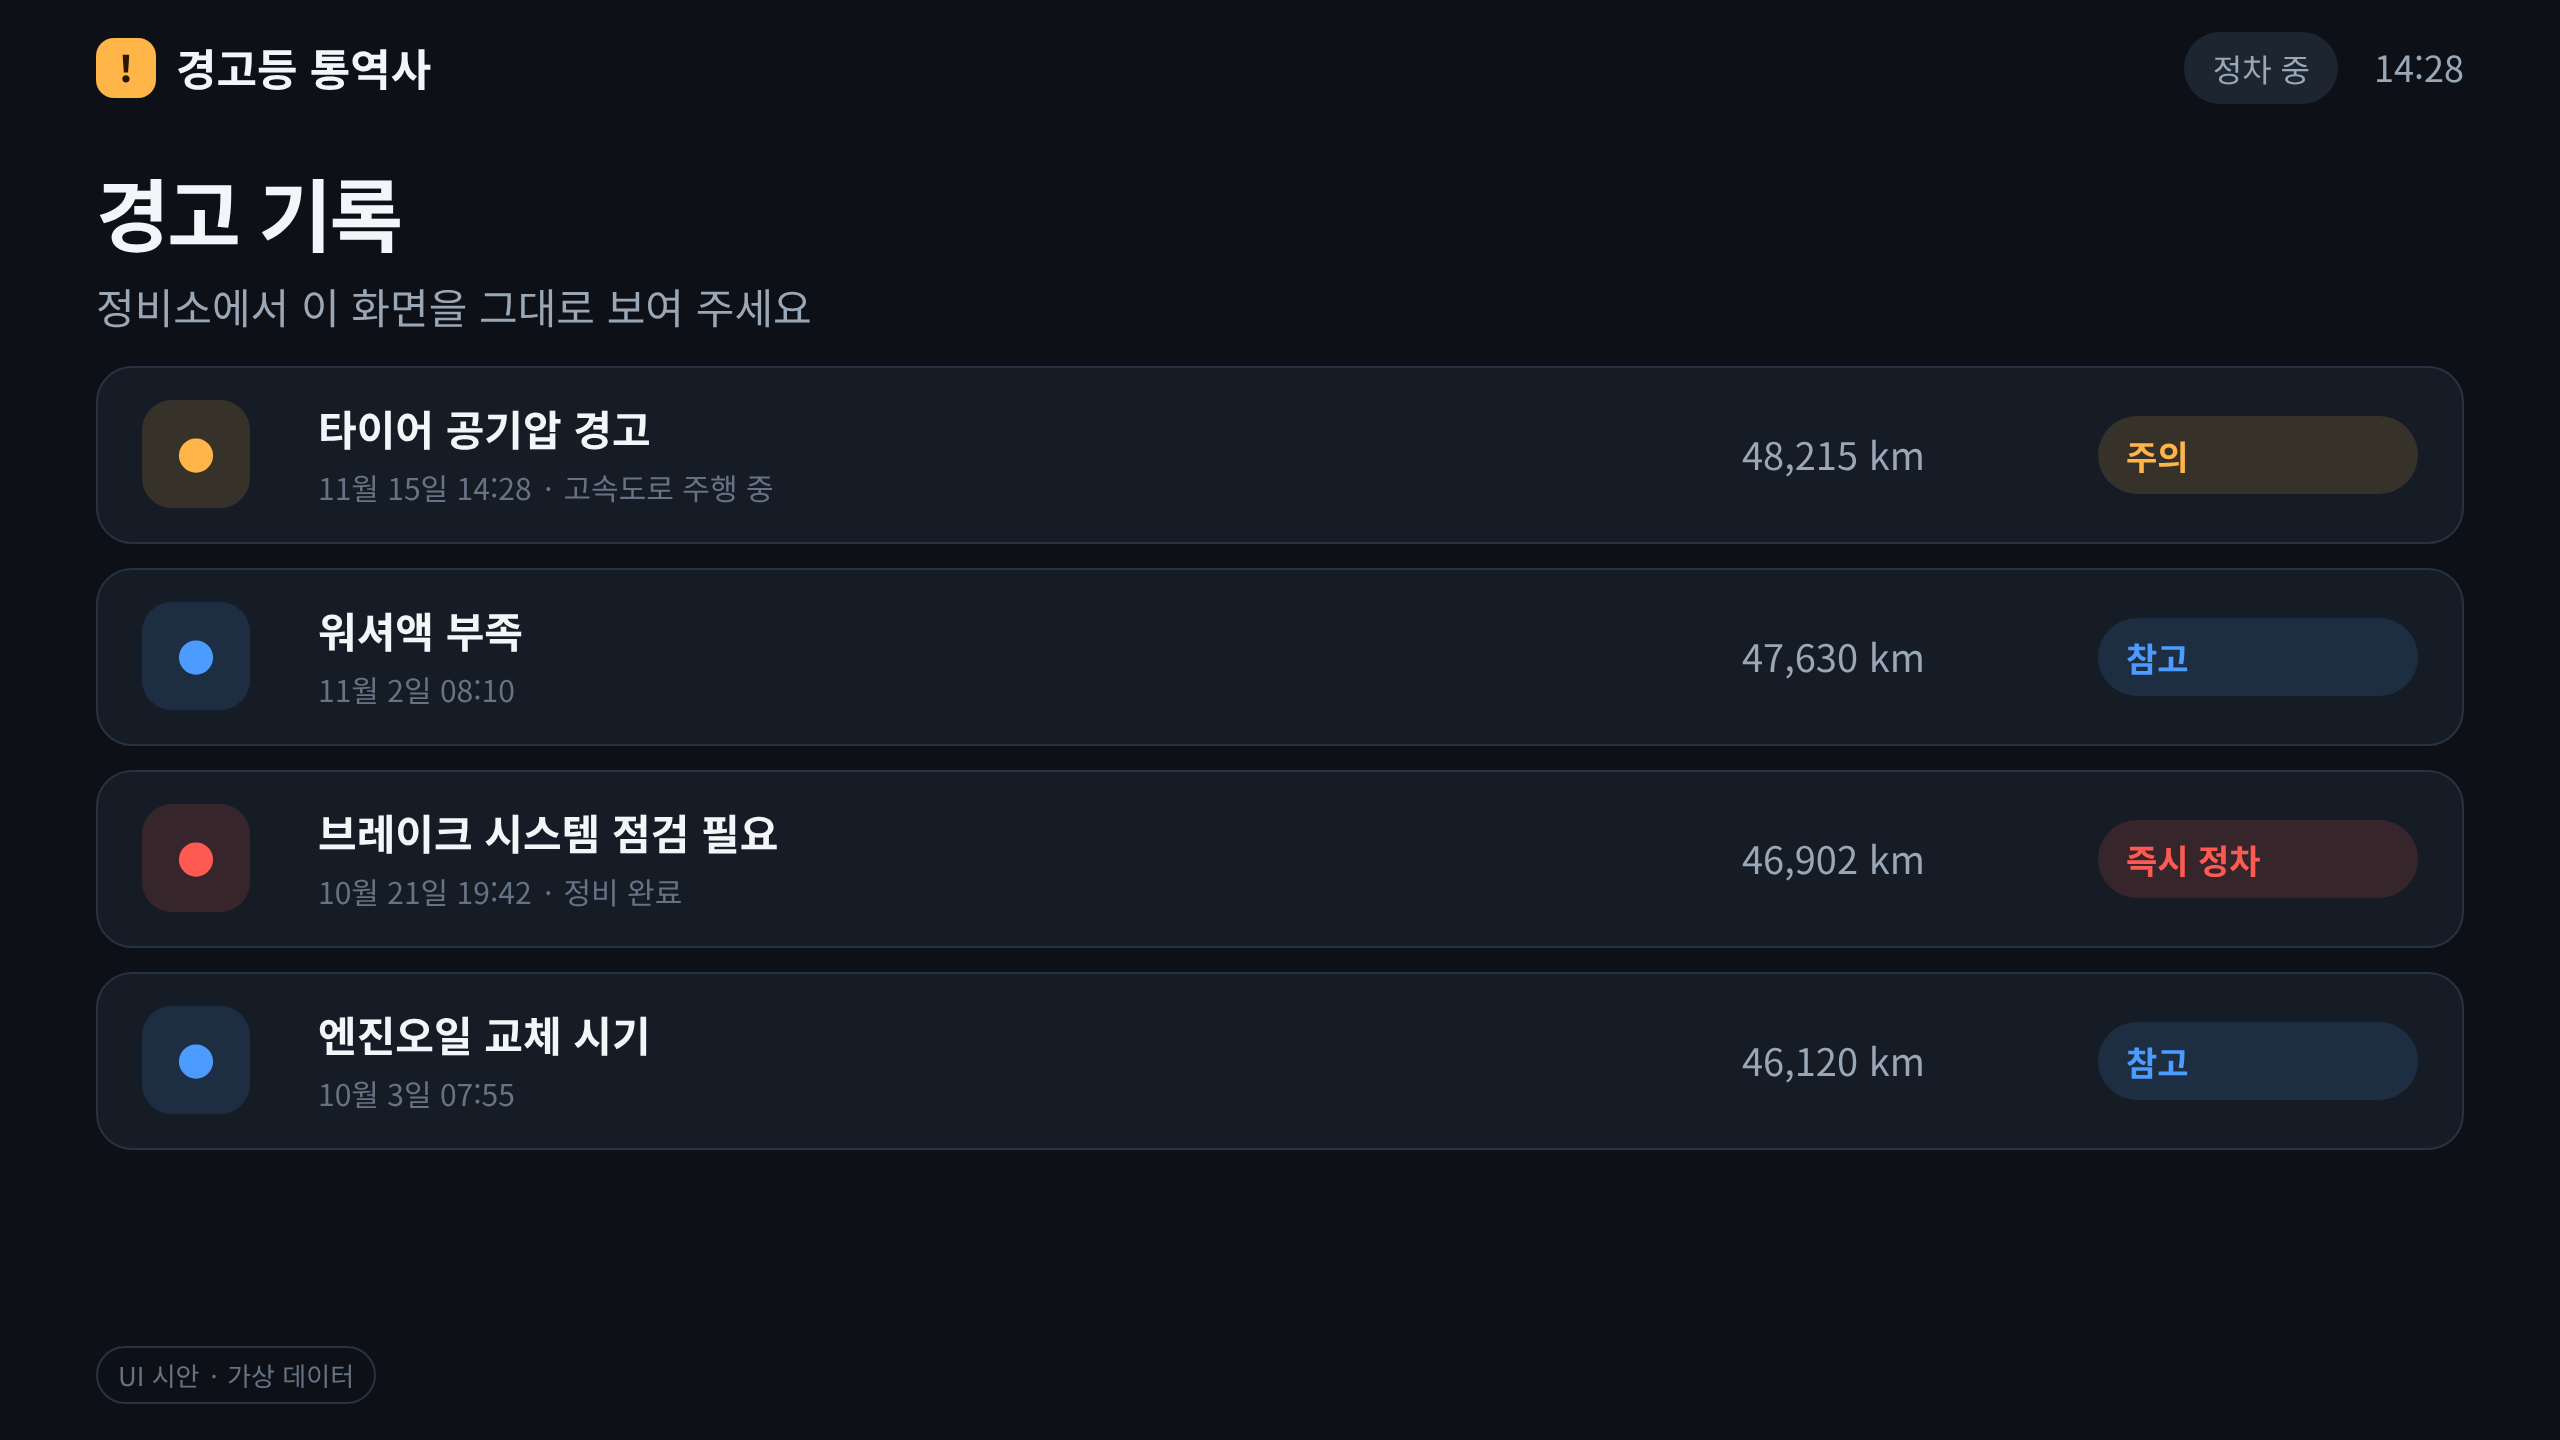 ! 경고등 통역사
정차 중 14:28
경고 기록
정비소에서 이 화면을 그대로 보여 주세요
타이어 공기압 경고
11월 15일 14:28 · 고속도로 주행 중
48,215 km
주의
워셔액 부족
11월 2일 08:10
47,630 km
참고
브레이크 시스템 점검 필요
10월 21일 19:42 · 정비 완료
46,902 km
즉시 정차
엔진오일 교체 시기
10월 3일 07:55
46,120 km
참고
UI 시안 · 가상 데이터